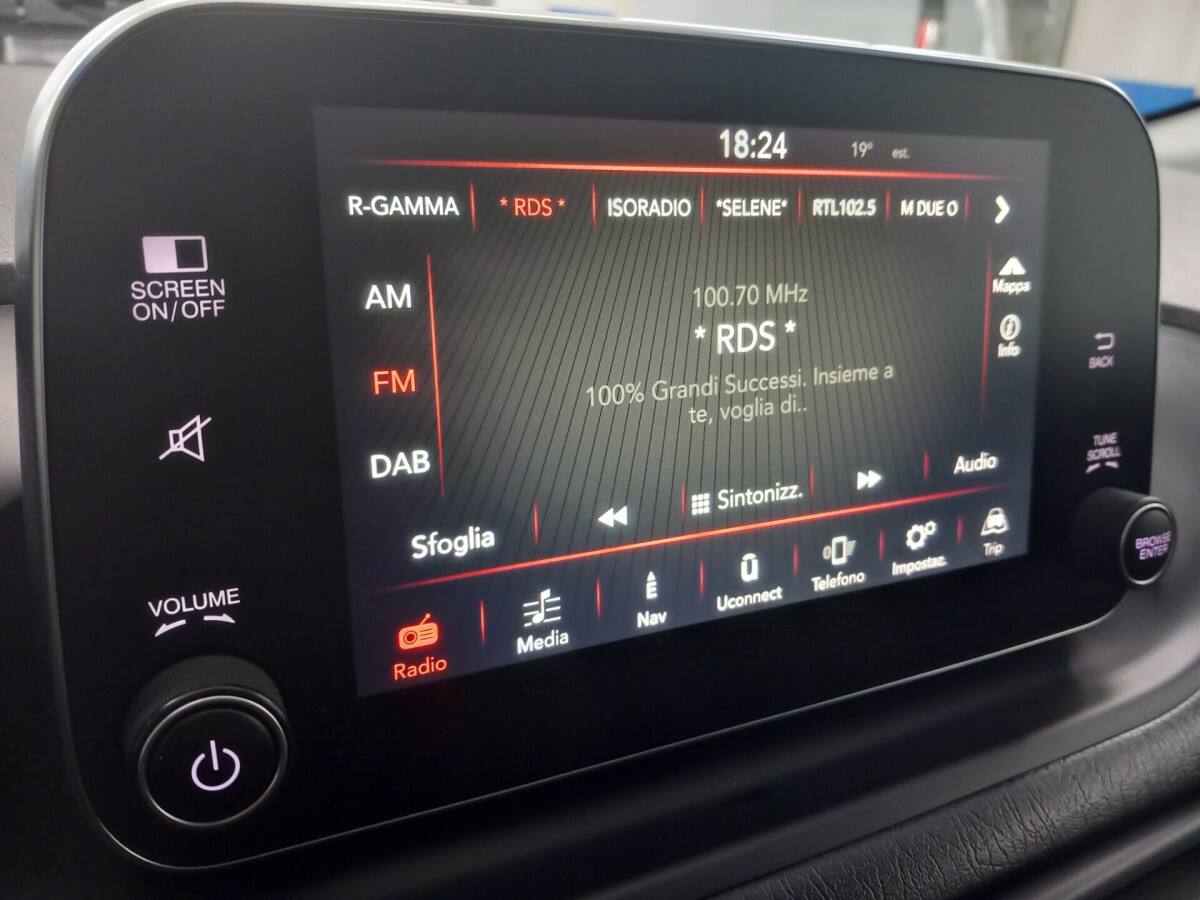 18:24 19° est.
R-GAMMA * RDS * ISORADIO *SELENE* RTL102.5 M DUE O
SCREEN
ON/OFF
AM
FM
DAB
100.70 MHz
* RDS *
100% Grandi Successi. Insieme a
te, voglia di..
Mappa
Info
BACK
TUNE
SCROLL
BROWSE
ENTER
Sfoglia Sintonizz. Audio
VOLUME
Radio Media Nav Uconnect Telefono Impostaz. Trip